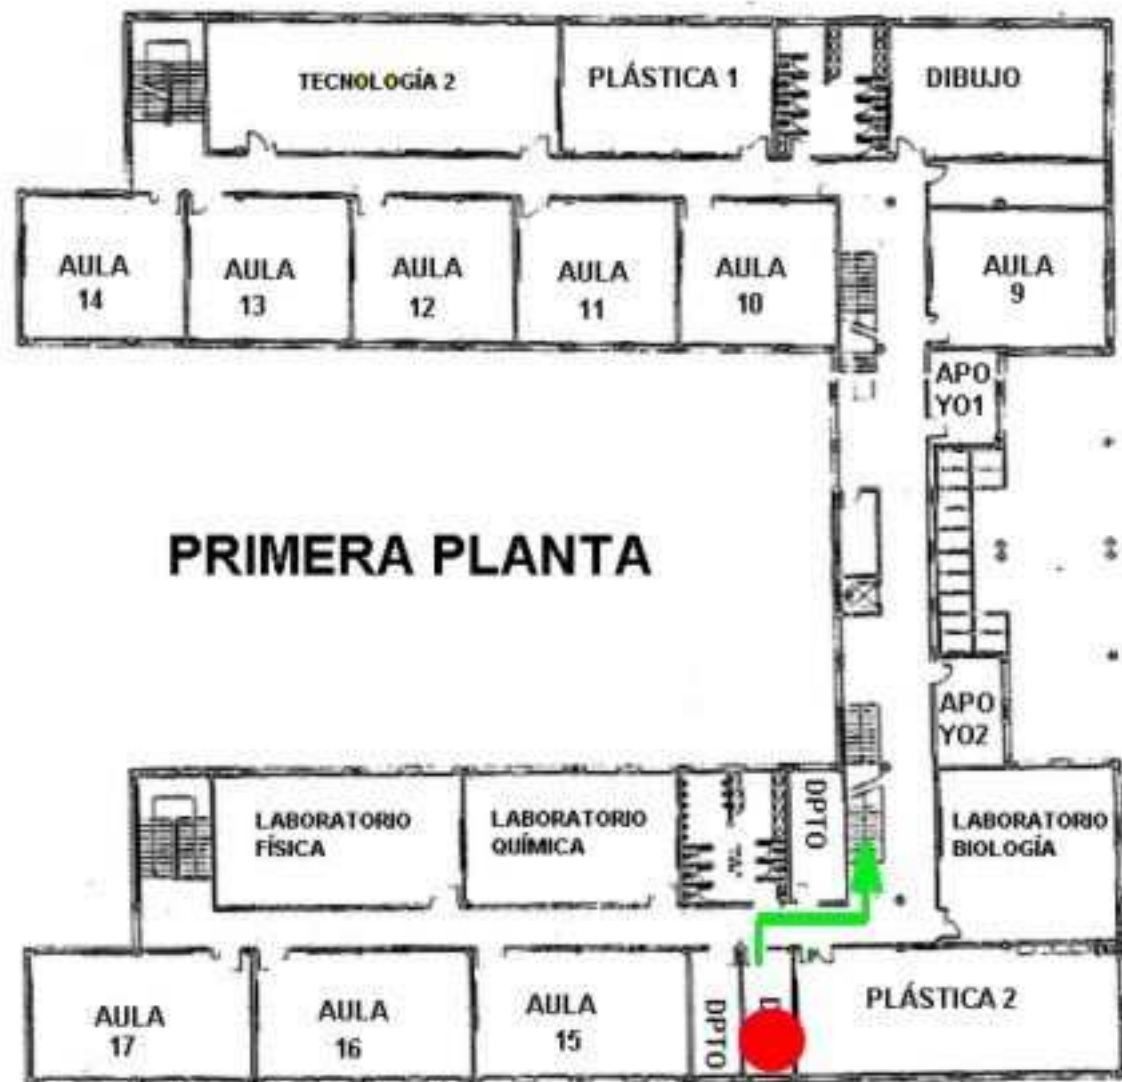 TECNOLOGÍA 2
PLÁSTICA 1
DIBUJO
AULA
14
AULA
13
AULA
12
AULA
11
AULA
10
AULA
9
APO
YO1
PRIMERA PLANTA
APO
YO2
LABORATORIO
FÍSICA
LABORATORIO
QUÍMICA
DPTO
LABORATORIO
BIOLOGÍA
AULA
17
AULA
16
AULA
15
DPTO
PLÁSTICA 2